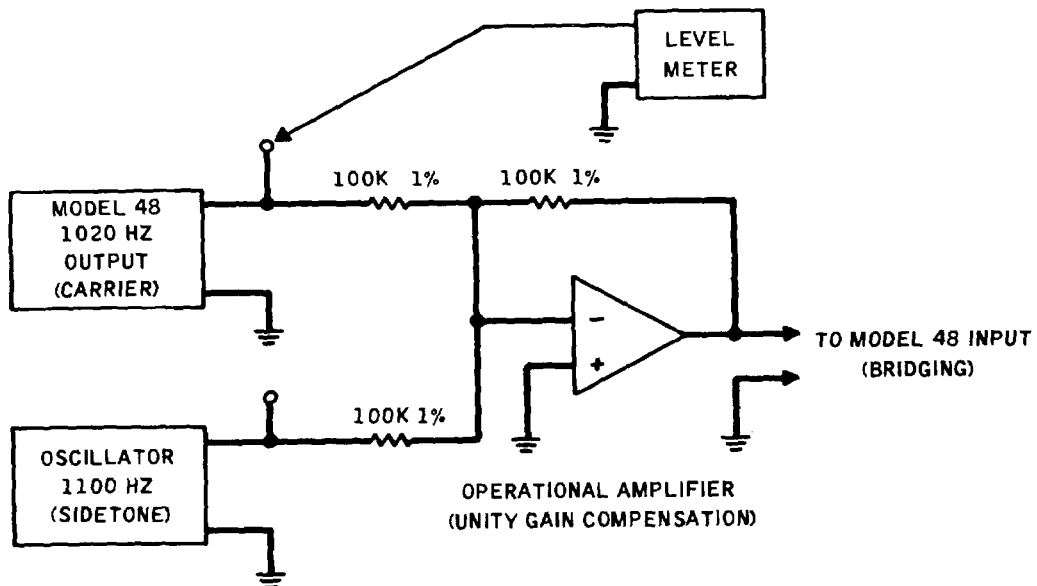 LEVEL
METER
100K 1%
100K 1%
MODEL 48
1020 HZ
OUTPUT
(CARRIER)
−
+
TO MODEL 48 INPUT
(BRIDGING)
100K 1%
OSCILLATOR
1100 HZ
(SIDETONE)
OPERATIONAL AMPLIFIER
(UNITY GAIN COMPENSATION)